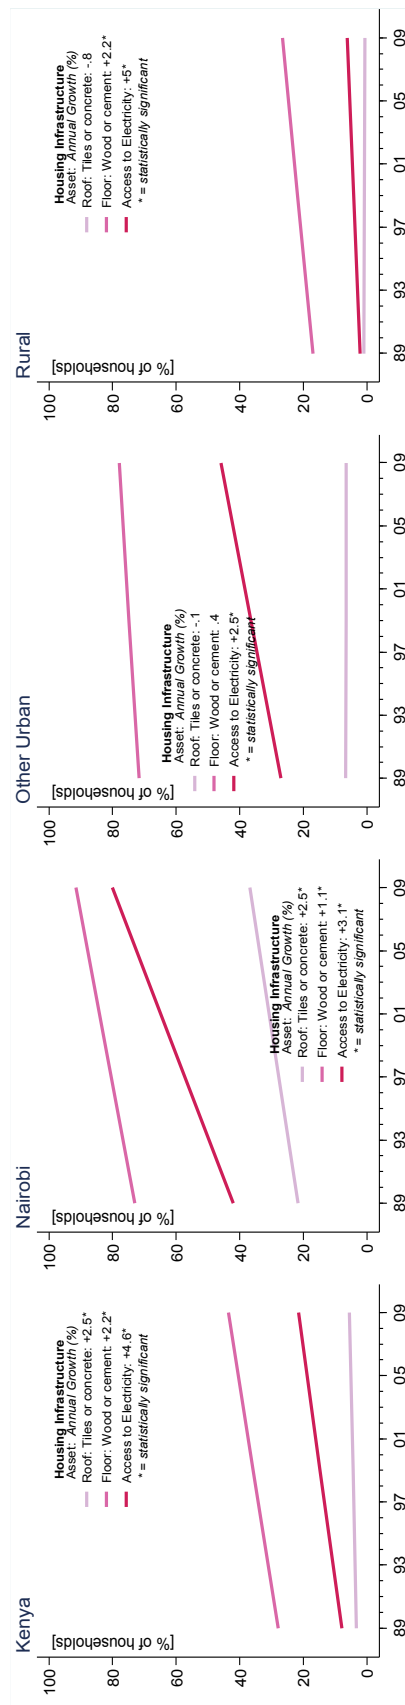 Kenya
[% of households]
100
80
60
40
20
0
89
93
97
01
05
09
Housing Infrastructure
Asset: Annual Growth (%)
Roof: Tiles or concrete: +2.5*
Floor: Wood or cement: +2.2*
Access to Electricity: +4.6*
* = statistically significant
Nairobi
[% of households]
100
80
60
40
20
0
89
93
97
01
05
09
Housing Infrastructure
Asset: Annual Growth (%)
Roof: Tiles or concrete: +2.5*
Floor: Wood or cement: +1.1*
Access to Electricity: +3.1*
* = statistically significant
Other Urban
[% of households]
100
80
60
40
20
0
89
93
97
01
05
09
Housing Infrastructure
Asset: Annual Growth (%)
Roof: Tiles or concrete: -.1
Floor: Wood or cement: .4
Access to Electricity: +2.5*
* = statistically significant
Rural
[% of households]
100
80
60
40
20
0
89
93
97
01
05
09
Housing Infrastructure
Asset: Annual Growth (%)
Roof: Tiles or concrete: -.8
Floor: Wood or cement: +2.2*
Access to Electricity: +5*
* = statistically significant